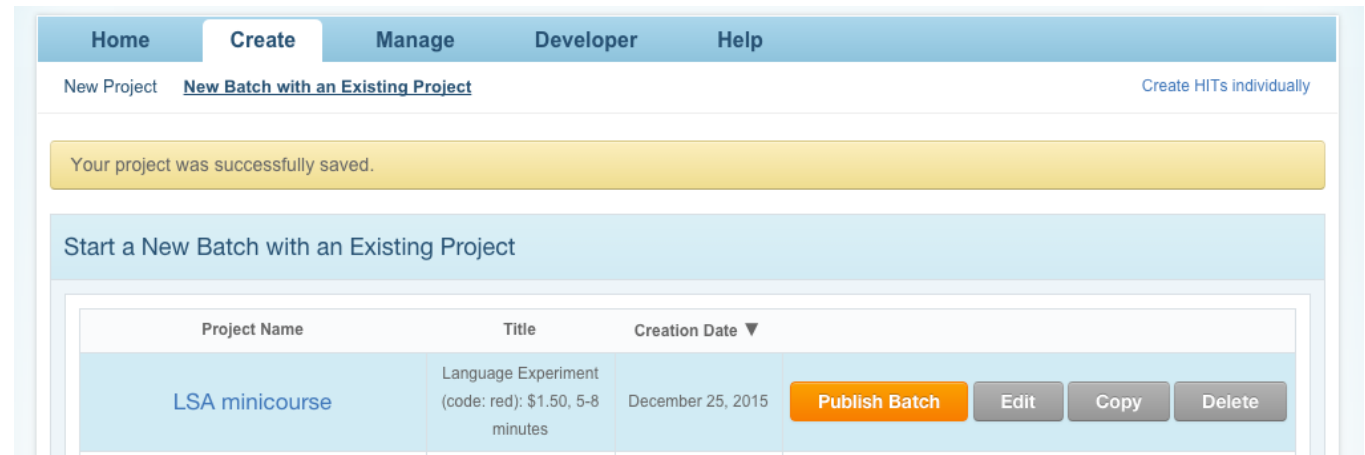 Home Create Manage Developer Help
New Project New Batch with an Existing Project Create HITs individually
Your project was successfully saved.
Start a New Batch with an Existing Project
Project Name Title Creation Date ▼
LSA minicourse
Language Experiment
(code: red): $1.50, 5-8
minutes
December 25, 2015
Publish Batch Edit Copy Delete